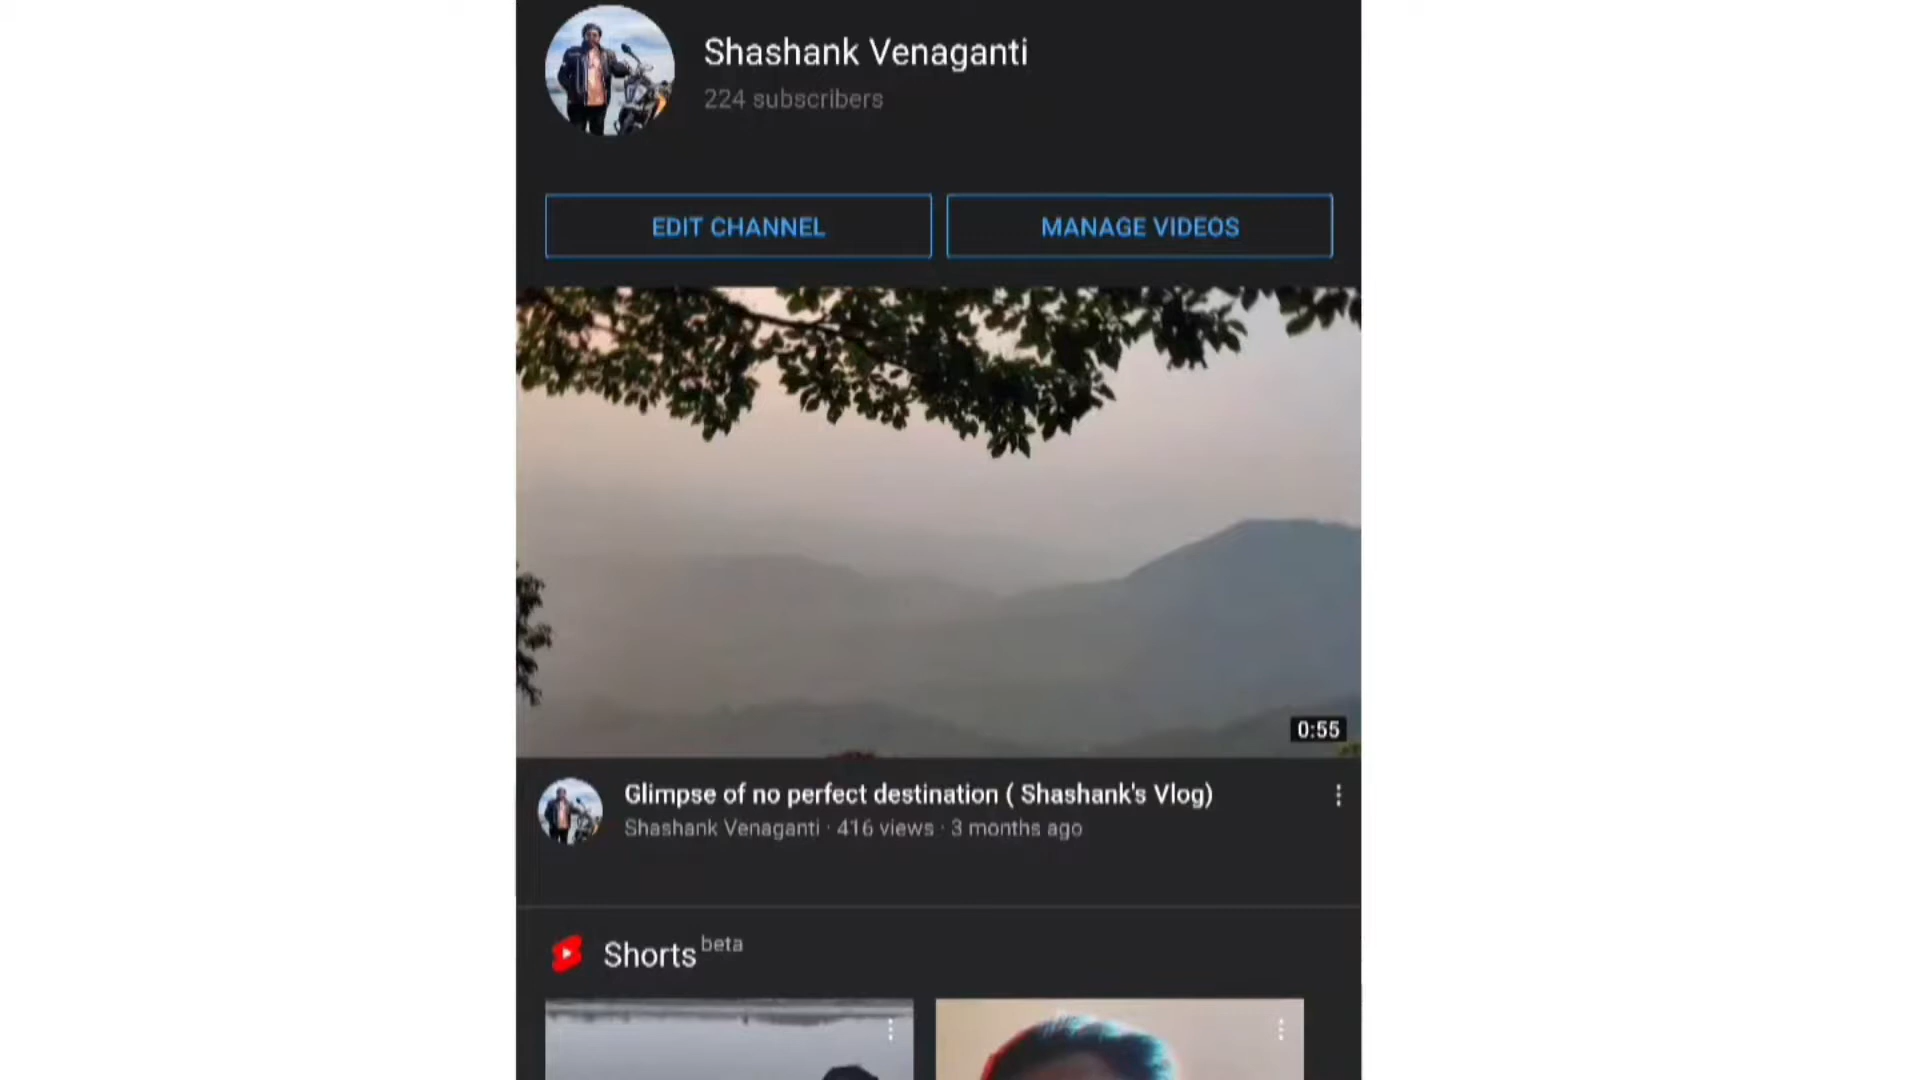 Shashank Venaganti
224 subscribers
EDIT CHANNEL
MANAGE VIDEOS
0:55
Glimpse of no perfect destination ( Shashank's Vlog)
Shashank Venaganti · 416 views · 3 months ago
Shorts beta